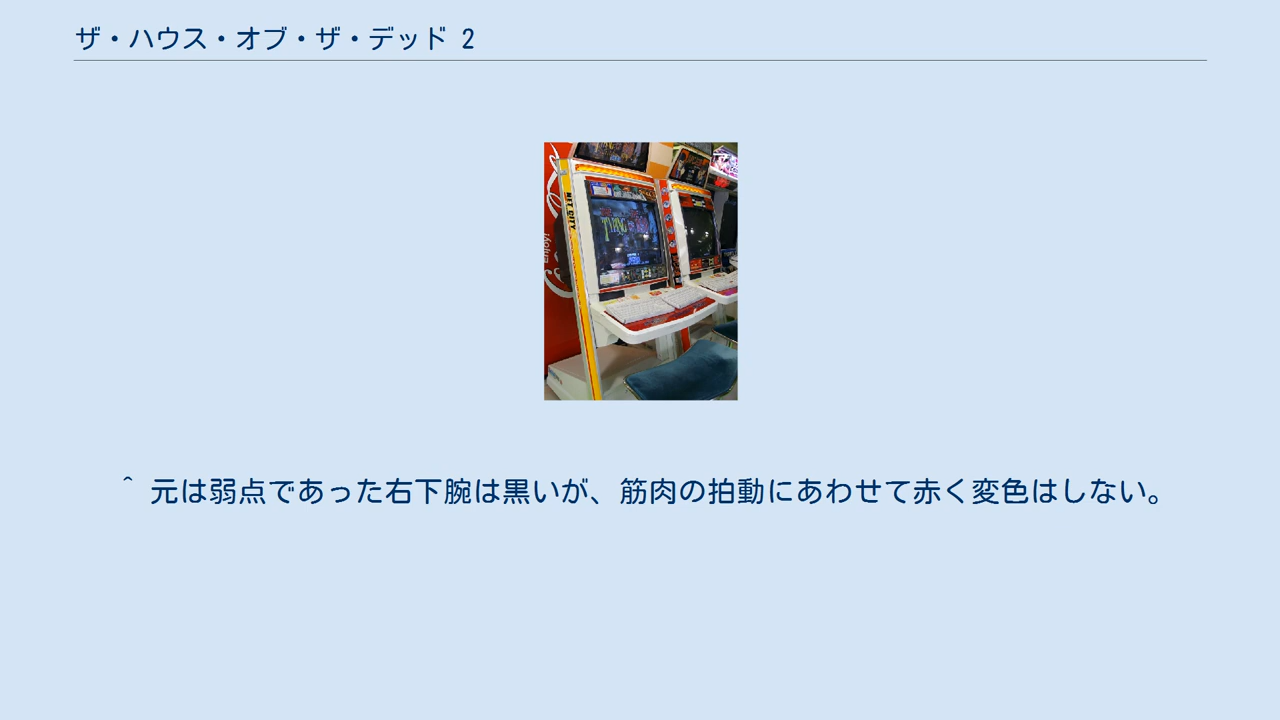 ザ・ハウス・オブ・ザ・デッド 2
Enjoy!
^ 元は弱点であった右下腕は黒いが、筋肉の拍動にあわせて赤く変色はしない。